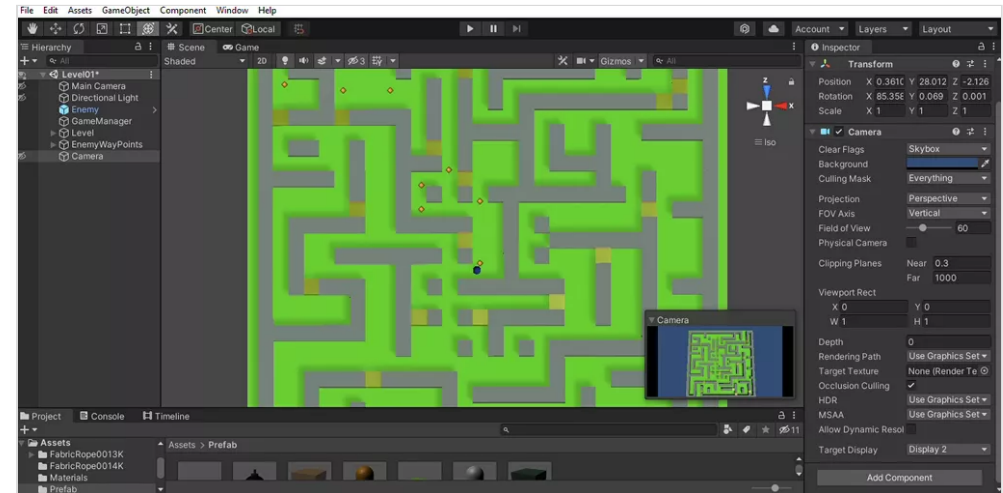 File Edit Assets GameObject Component Window Help
Center Local Account Layers Layout
Hierarchy
All
Level01*
Main Camera
Directional Light
Enemy
GameManager
Level
EnemyWayPoints
Camera
Scene Game
Shaded 2D 3 Gizmos All
z
x
Iso
Camera
Inspector
Transform
Position X 0.3610 Y 28.012 Z -2.126
Rotation X 85.358 Y 0.069 Z 0.001
Scale X 1 Y 1 Z 1
Camera
Clear Flags Skybox
Background
Culling Mask Everything
Projection Perspective
FOV Axis Vertical
Field of View 60
Physical Camera
Clipping Planes Near 0.3
Far 1000
Viewport Rect
X 0 Y 0
W 1 H 1
Depth 0
Rendering Path Use Graphics Set
Target Texture None (Render Te
Occlusion Culling
HDR Use Graphics Set
MSAA Use Graphics Set
Allow Dynamic Resol
Target Display Display 2
Add Component
Project Console Timeline
11
Assets
FabricRope0013K
FabricRope0014K
Materials
Prefab
Assets > Prefab